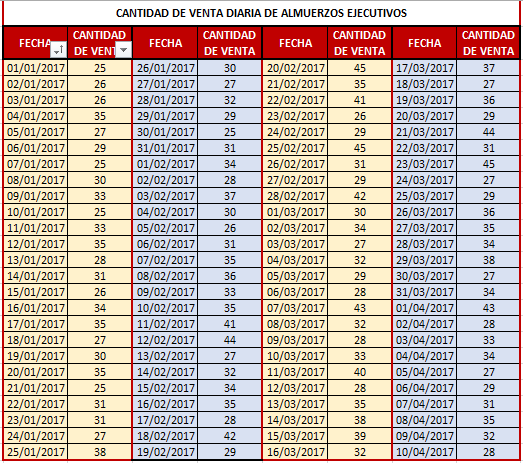 CANTIDAD DE VENTA DIARIA DE ALMUERZOS EJECUTIVOS
FECHA CANTIDAD DE VENTA FECHA CANTIDAD DE VENTA FECHA CANTIDAD DE VENTA FECHA CANTIDAD DE VENTA
01/01/2017 25 26/01/2017 30 20/02/2017 45 17/03/2017 37
02/01/2017 26 27/01/2017 27 21/02/2017 35 18/03/2017 27
03/01/2017 26 28/01/2017 32 22/02/2017 41 19/03/2017 36
04/01/2017 35 29/01/2017 29 23/02/2017 26 20/03/2017 29
05/01/2017 27 30/01/2017 25 24/02/2017 29 21/03/2017 44
06/01/2017 29 31/01/2017 31 25/02/2017 45 22/03/2017 31
07/01/2017 25 01/02/2017 34 26/02/2017 31 23/03/2017 45
08/01/2017 30 02/02/2017 28 27/02/2017 29 24/03/2017 27
09/01/2017 33 03/02/2017 37 28/02/2017 42 25/03/2017 29
10/01/2017 25 04/02/2017 30 01/03/2017 30 26/03/2017 36
11/01/2017 33 05/02/2017 26 02/03/2017 34 27/03/2017 35
12/01/2017 35 06/02/2017 31 03/03/2017 27 28/03/2017 34
13/01/2017 28 07/02/2017 35 04/03/2017 31 29/03/2017 38
14/01/2017 31 08/02/2017 36 05/03/2017 29 30/03/2017 27
15/01/2017 26 09/02/2017 33 06/03/2017 28 31/03/2017 34
16/01/2017 34 10/02/2017 35 07/03/2017 43 01/04/2017 43
17/01/2017 35 11/02/2017 41 08/03/2017 32 02/04/2017 28
18/01/2017 27 12/02/2017 44 09/03/2017 28 03/04/2017 33
19/01/2017 30 13/02/2017 27 10/03/2017 33 04/04/2017 34
20/01/2017 35 14/02/2017 32 11/03/2017 40 05/04/2017 27
21/01/2017 25 15/02/2017 34 12/03/2017 28 06/04/2017 29
22/01/2017 31 16/02/2017 35 13/03/2017 35 07/04/2017 31
23/01/2017 31 17/02/2017 28 14/03/2017 38 08/04/2017 35
24/01/2017 27 18/02/2017 42 15/03/2017 39 09/04/2017 32
25/01/2017 38 19/02/2017 29 16/03/2017 32 10/04/2017 28